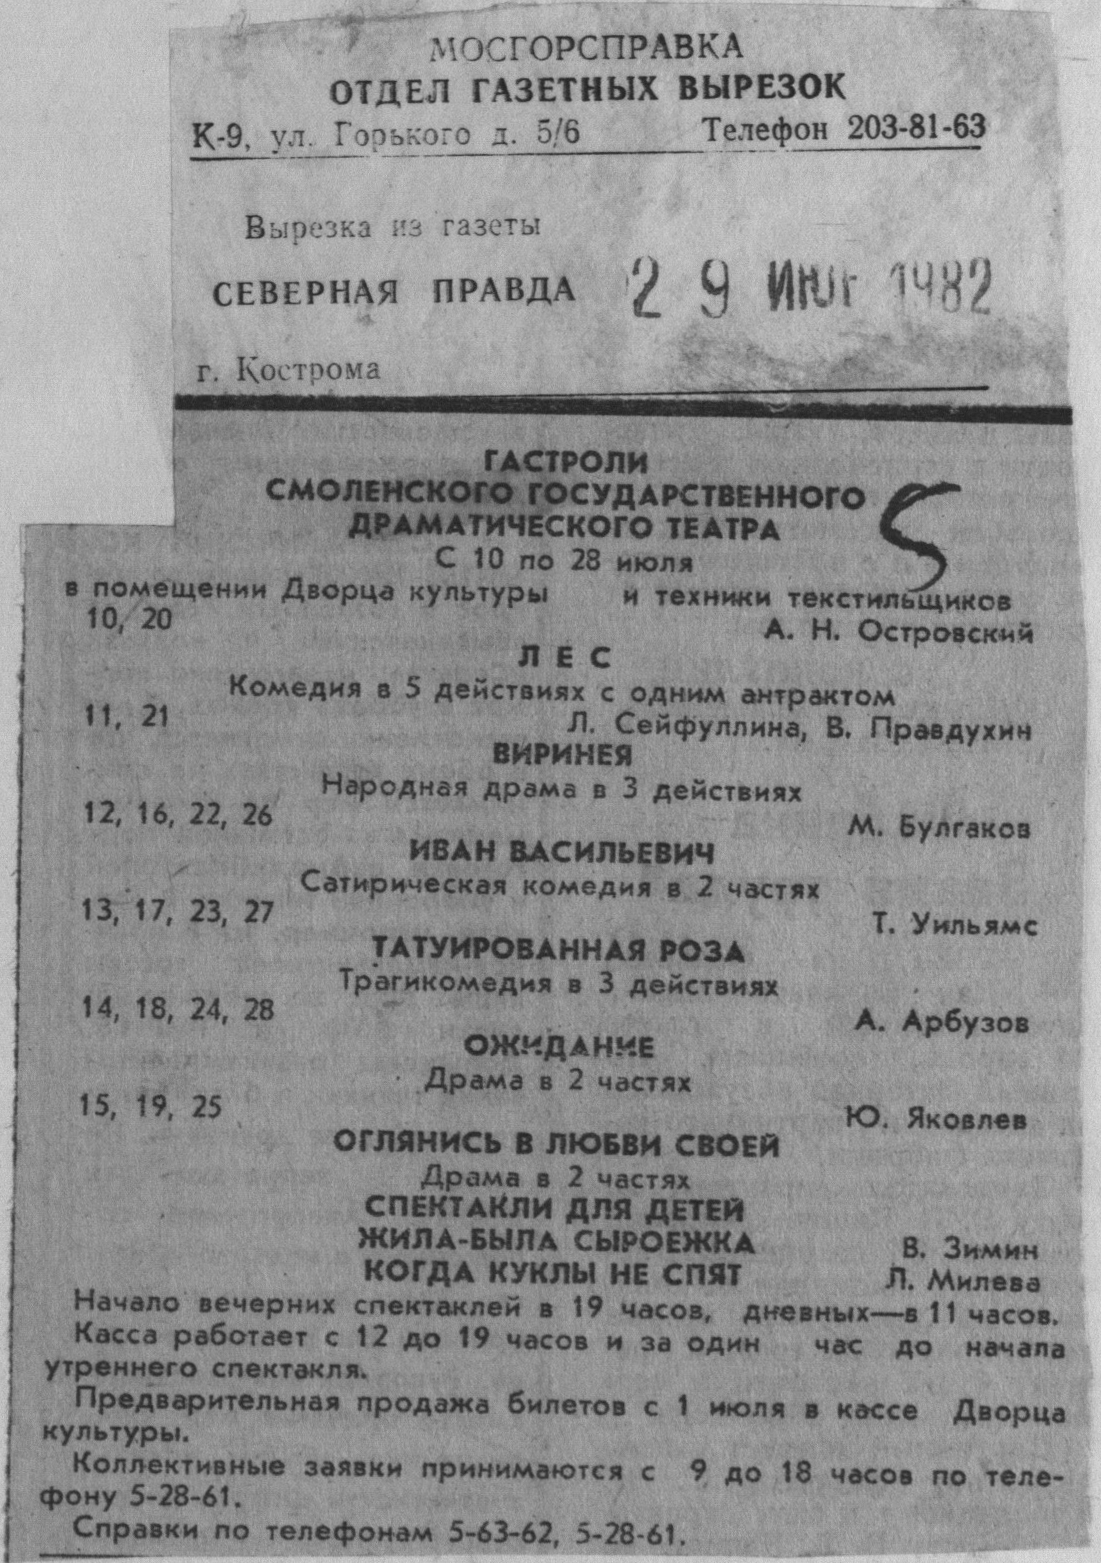 МОСГОРСПРАВКА
ОТДЕЛ ГАЗЕТНЫХ ВЫРЕЗОК
К-9, ул. Горького д. 5/6 Телефон 203-81-63
Вырезка из газеты
СЕВЕРНАЯ ПРАВДА 29 1982
г. Кострома
ГАСТРОЛИ
СМОЛЕНСКОГО ГОСУДАРСТВЕННОГО
ДРАМАТИЧЕСКОГО ТЕАТРА
5
С 10 по 28 июля
в помещении Дворца культуры и техники текстильщиков
10, 20
А. Н. Островский
ЛЕС
Комедия в 5 действиях с одним антрактом
11, 21
Л. Сейфуллина, В. Правдухин
ВИРИНЕЯ
Народная драма в 3 действиях
12, 16, 22, 26
М. Булгаков
ИВАН ВАСИЛЬЕВИЧ
Сатирическая комедия в 2 частях
13, 17, 23, 27
Т. Уильямс
ТАТУИРОВАННАЯ РОЗА
Трагикомедия в 3 действиях
14, 18, 24, 28
А. Арбузов
ОЖИДАНИЕ
Драма в 2 частях
15, 19, 25
Ю. Яковлев
ОГЛЯНИСЬ В ЛЮБВИ СВОЕЙ
Драма в 2 частях
СПЕКТАКЛИ ДЛЯ ДЕТЕЙ
ЖИЛА-БЫЛА СЫРОЕЖКА В. Зимин
КОГДА КУКЛЫ НЕ СПЯТ Л. Милева
Начало вечерних спектаклей в 19 часов, дневных—в 11 часов.
Касса работает с 12 до 19 часов и за один час до начала
утреннего спектакля.
Предварительная продажа билетов с 1 июля в кассе Дворца
культуры.
Коллективные заявки принимаются с 9 до 18 часов по теле-
фону 5-28-61.
Справки по телефонам 5-63-62, 5-28-61.